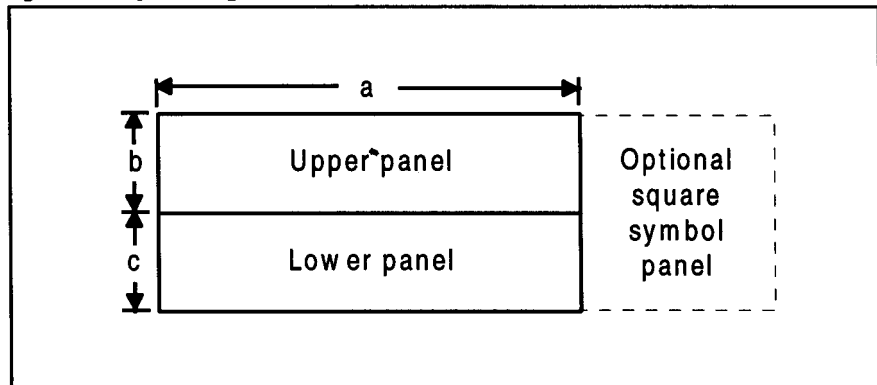 a
b
Upper panel
c
Lower panel
Optional
square
symbol
panel